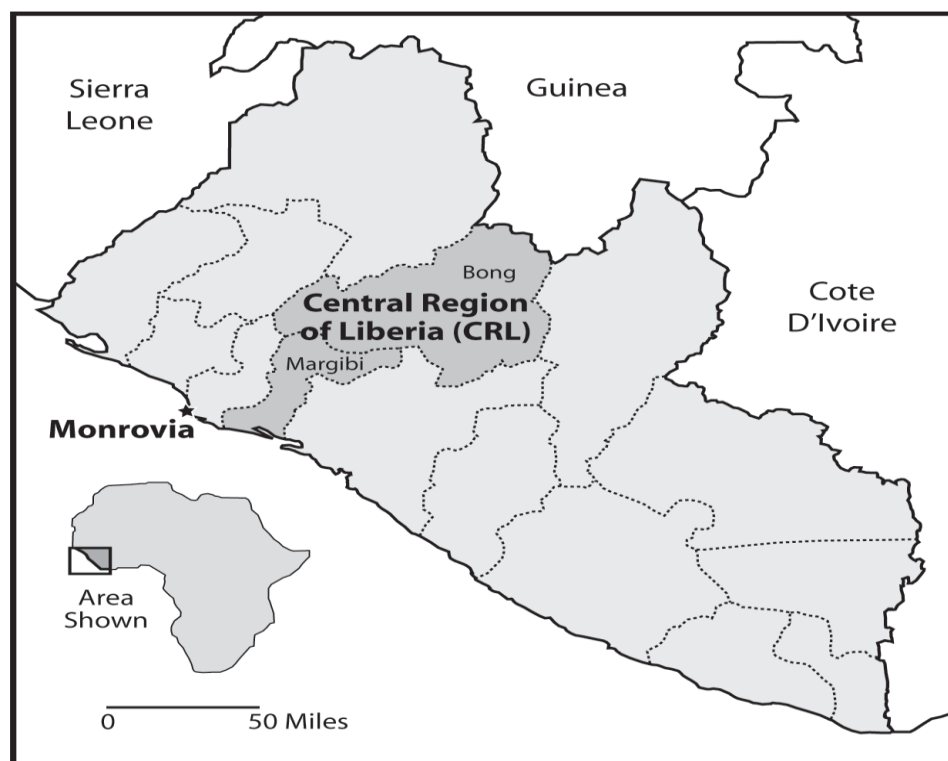 Sierra
Leone
Guinea
Bong
Central Region
of Liberia (CRL)
Cote
D'Ivoire
Margibi
Monrovia
Area
Shown
0 50 Miles